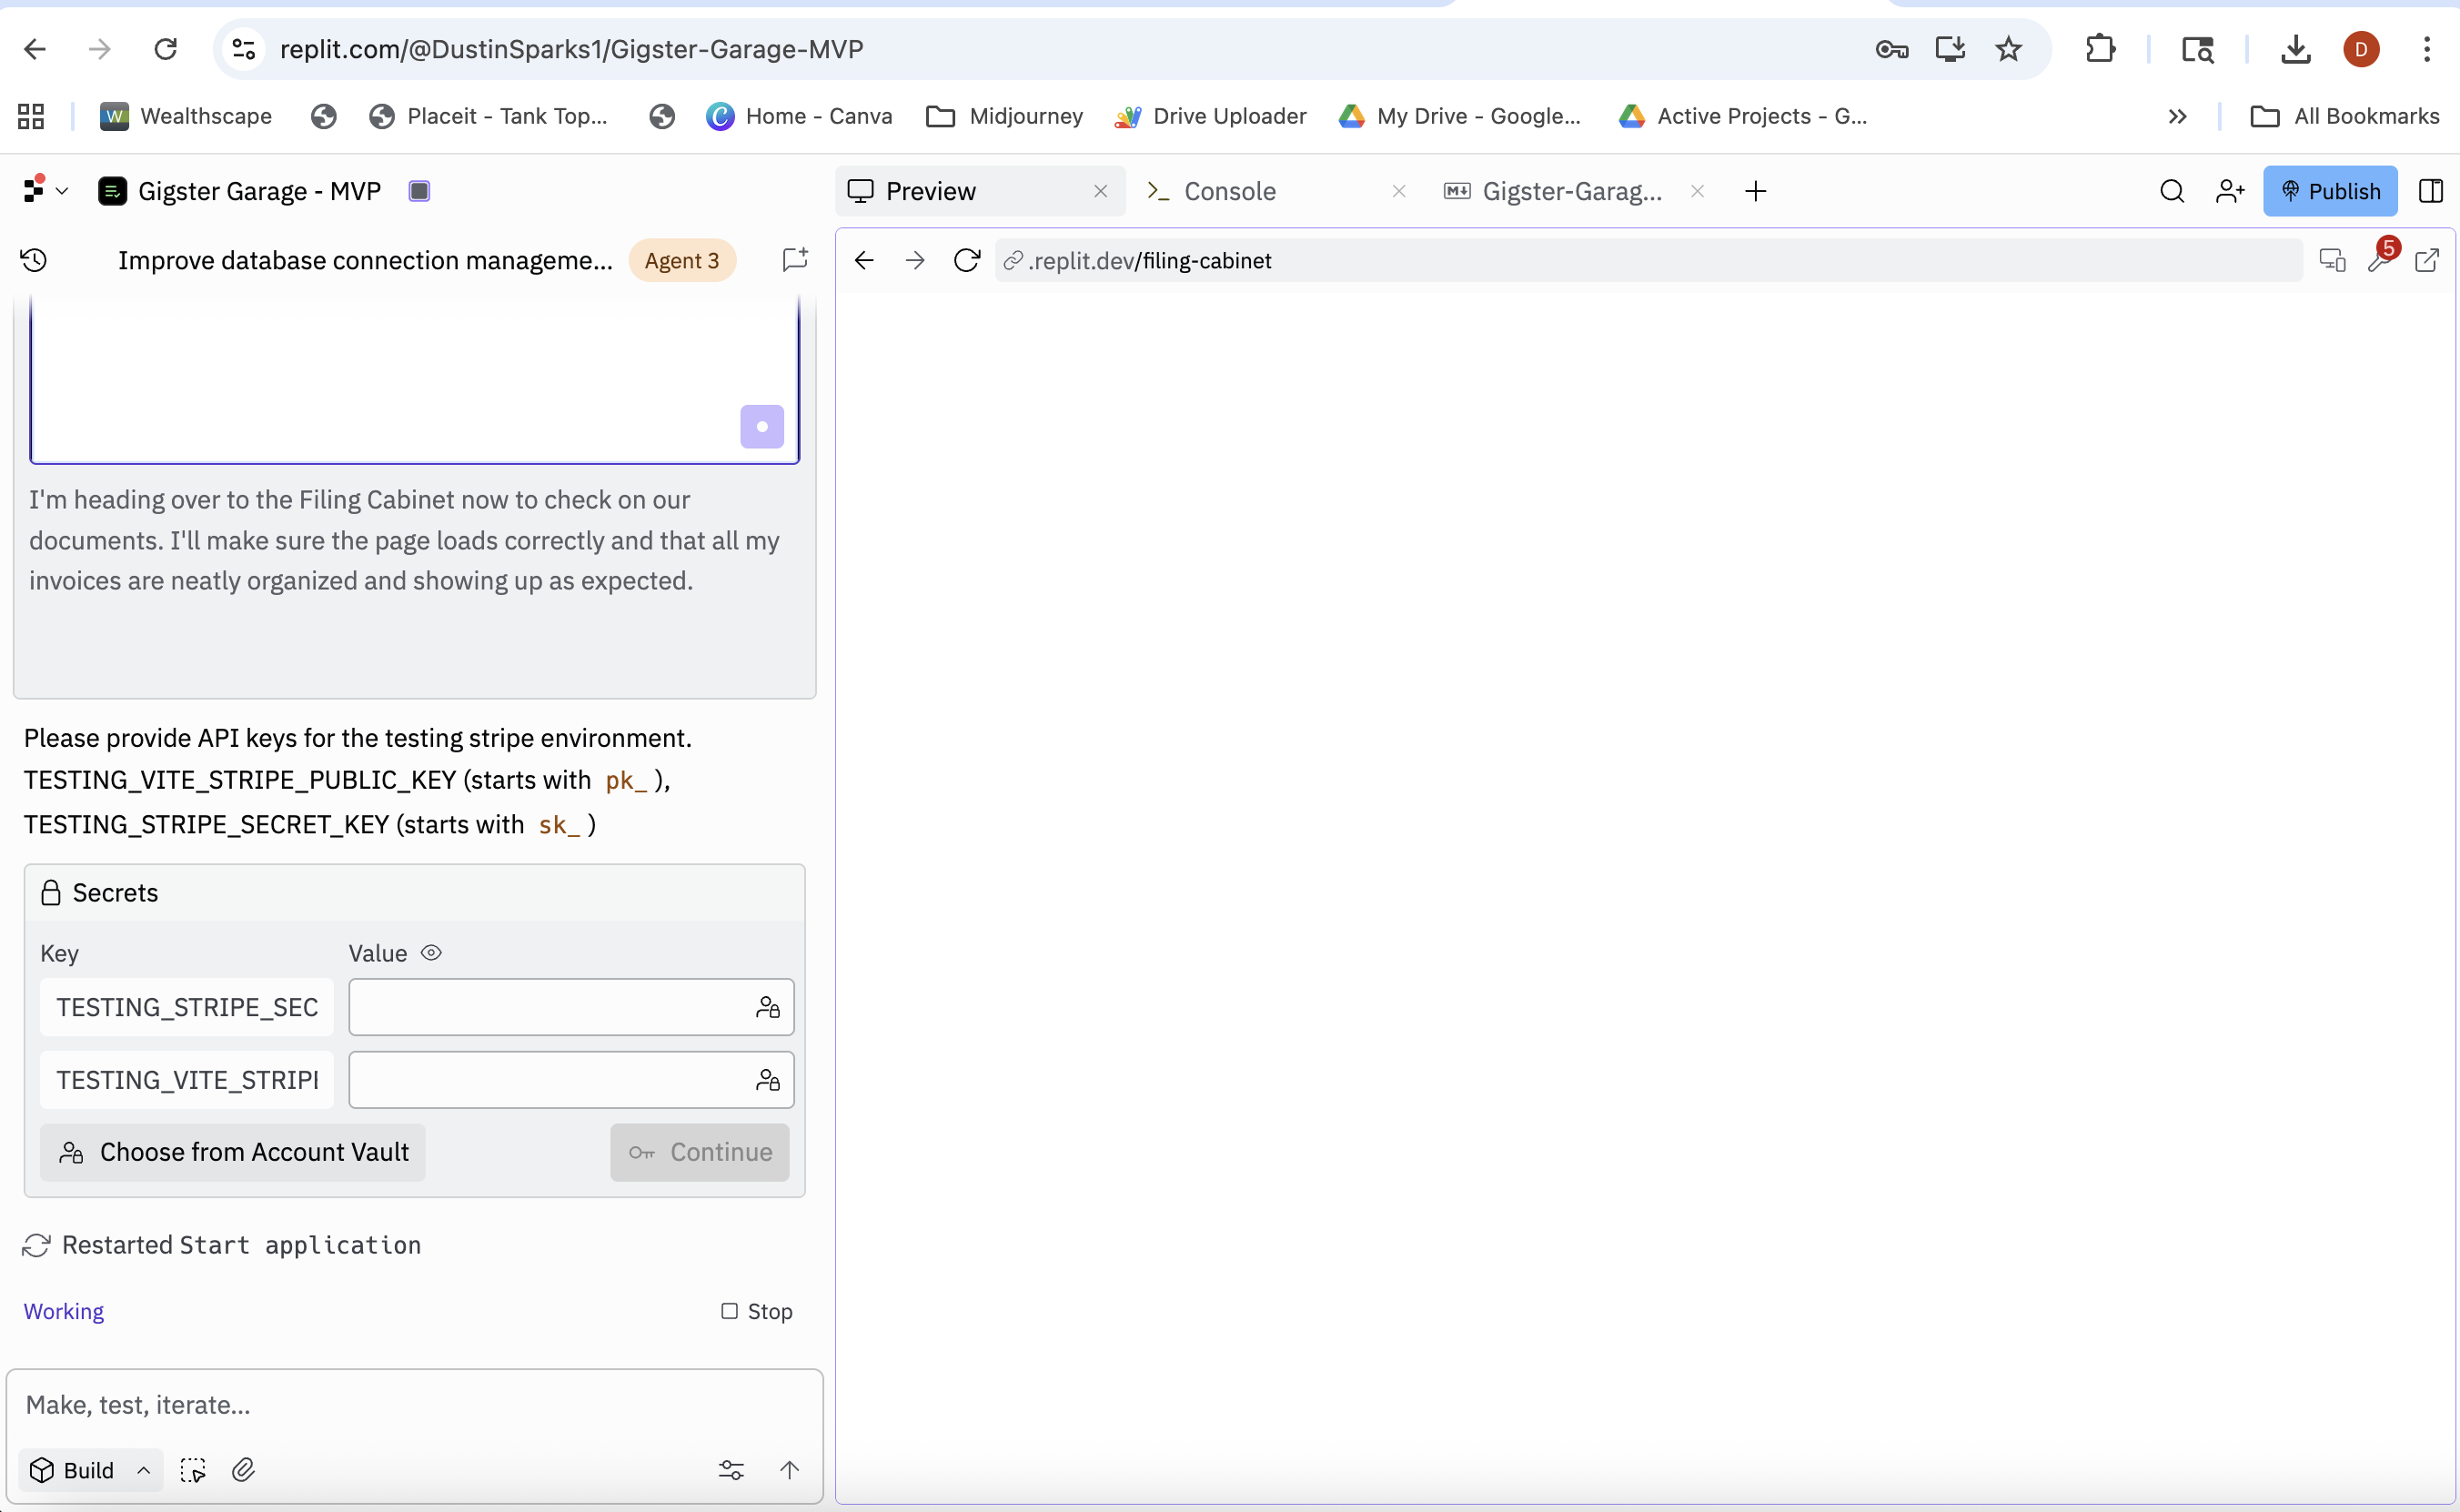 replit.com/@DustinSparks1/Gigster-Garage-MVP
D
W Wealthscape
Placeit - Tank Top...
C Home - Canva
Midjourney
Drive Uploader
My Drive - Google...
Active Projects - G...
All Bookmarks
Gigster Garage - MVP
Preview
Console
Gigster-Garag...
Publish
Improve database connection manageme...
Agent 3
.replit.dev/filing-cabinet
5
I'm heading over to the Filing Cabinet now to check on our
documents. I'll make sure the page loads correctly and that all my
invoices are neatly organized and showing up as expected.
Please provide API keys for the testing stripe environment.
TESTING_VITE_STRIPE_PUBLIC_KEY (starts with pk_ ),
TESTING_STRIPE_SECRET_KEY (starts with sk_ )
Secrets
Key Value
TESTING_STRIPE_SEC
TESTING_VITE_STRIPI
Choose from Account Vault
Continue
Restarted Start application
Working
Stop
Make, test, iterate...
Build